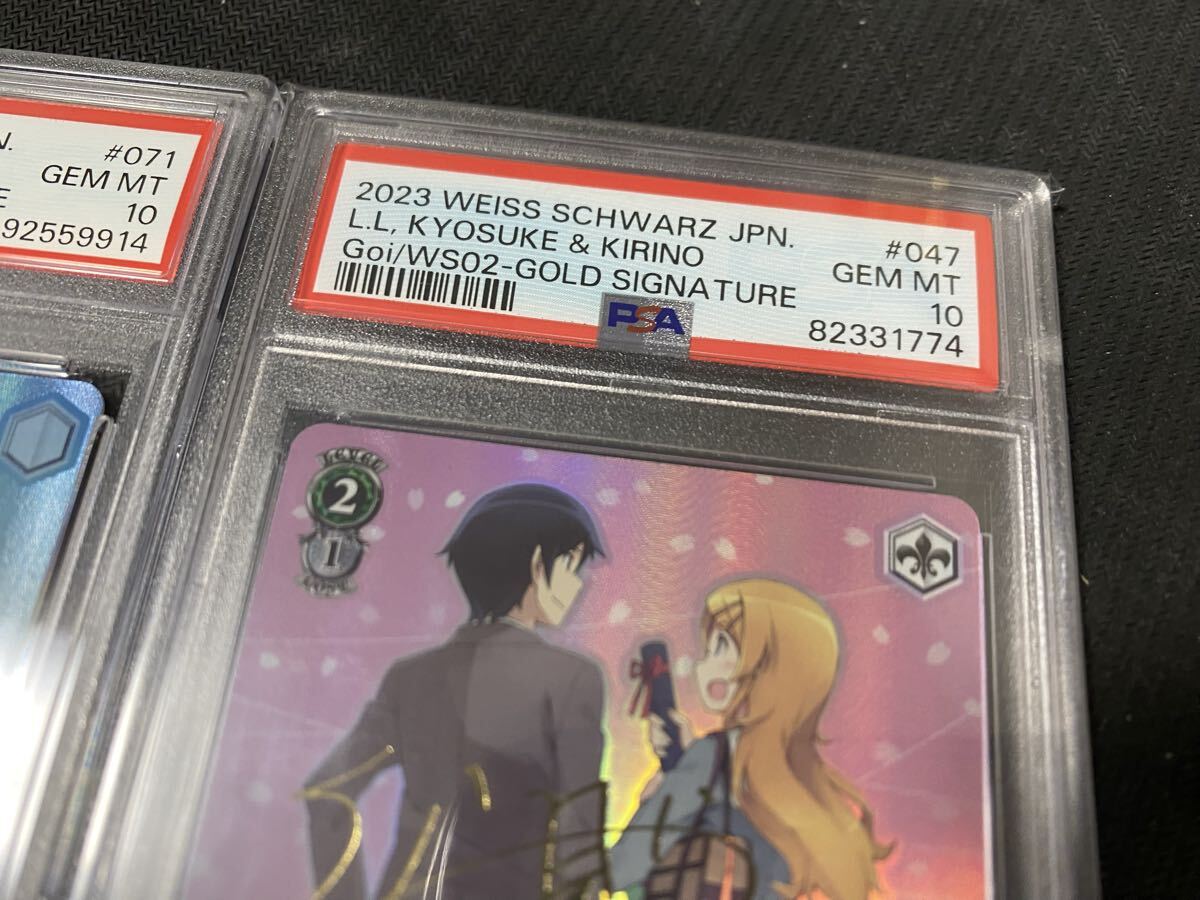 N.
#071
GEM MT
E
10
92559914
2023 WEISS SCHWARZ JPN.
#047
L.L, KYOSUKE & KIRINO
GEM MT
Goi/WS02-GOLD SIGNATURE
10
PSA
82331774
2
1